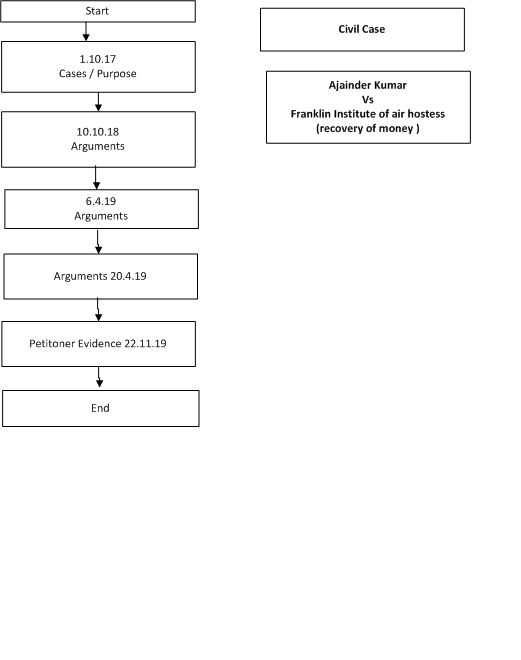 Start
1.10.17
Cases / Purpose
10.10.18
Arguments
6.4.19
Arguments
Arguments 20.4.19
Petitoner Evidence 22.11.19
End
Civil Case
Ajainder Kumar
Vs
Franklin Institute of air hostess
(recovery of money )